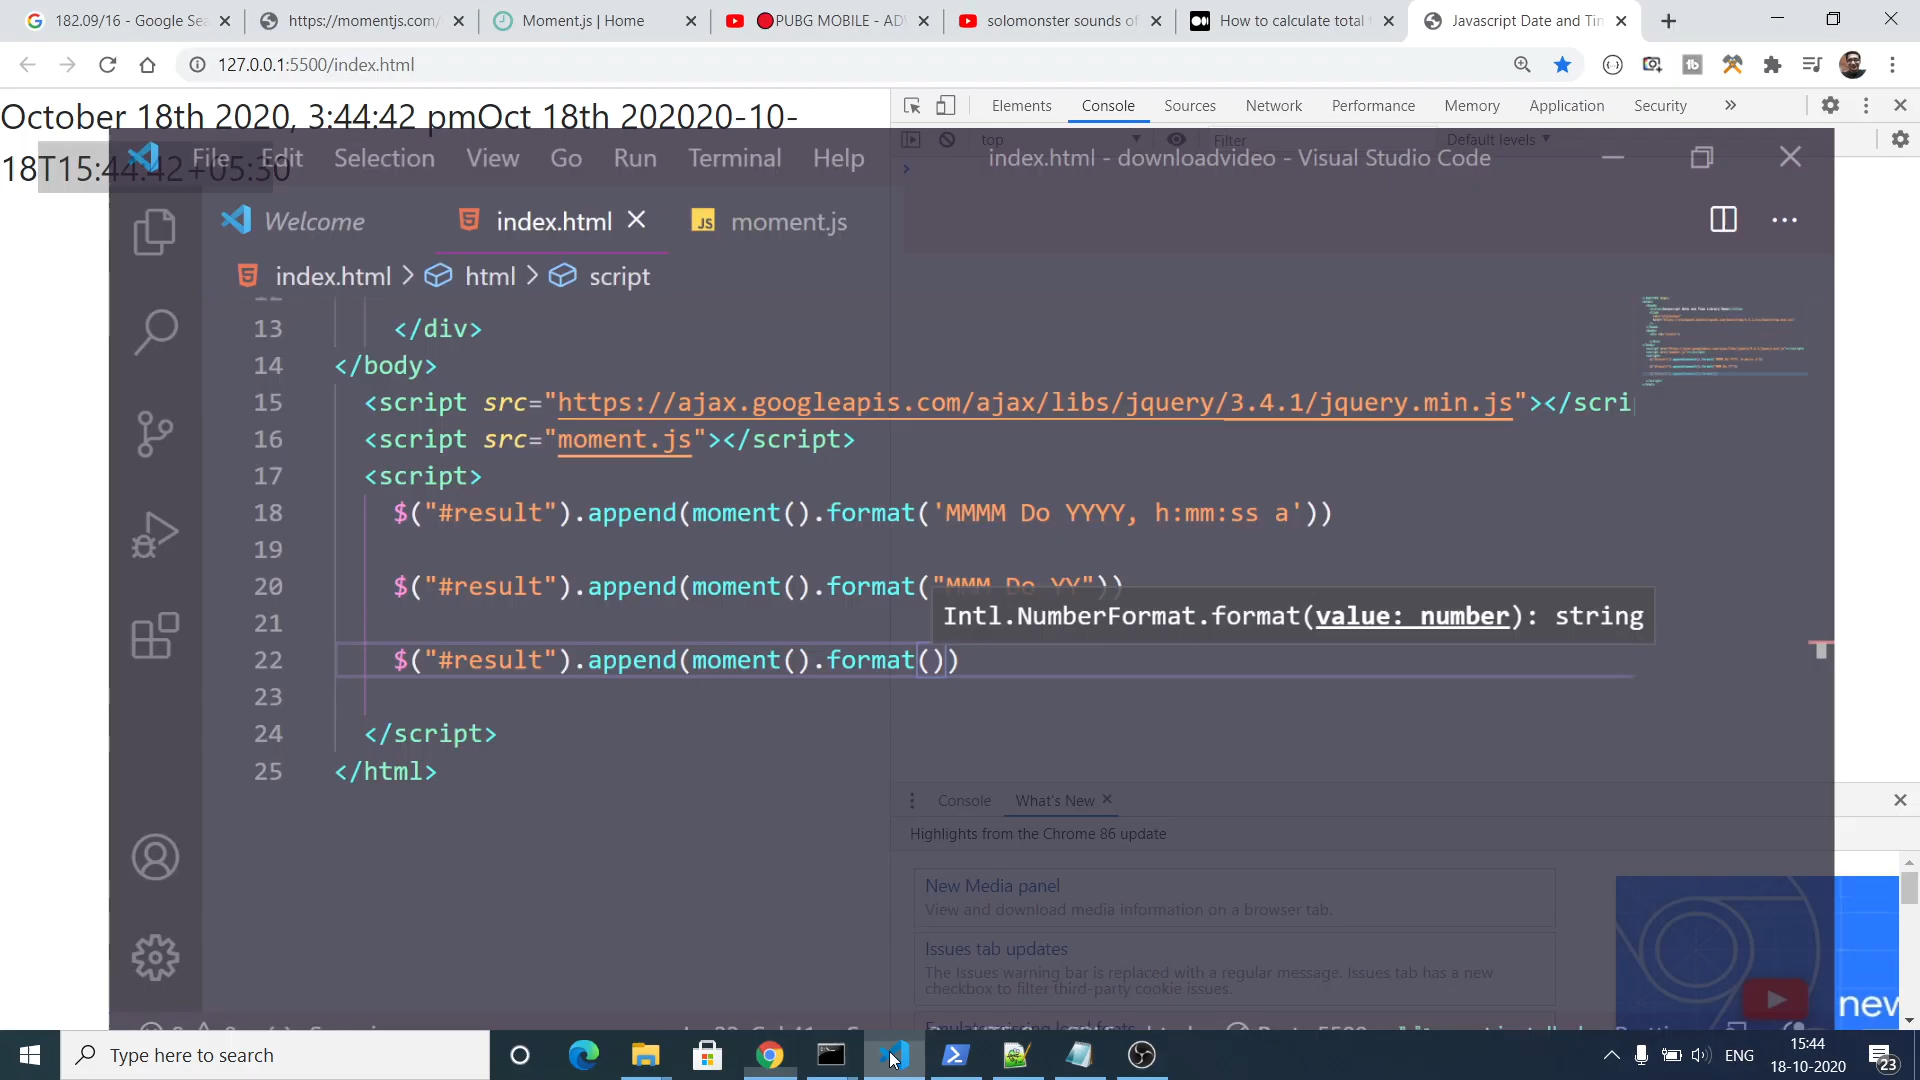 182.09/16 - Google Sea
https://momentjs.com/
Moment.js | Home
PUBG MOBILE - AD
solomonster sounds of
How to calculate total
Javascript Date and Tim
127.0.0.1:5500/index.html
October 18th 2020, 3:44:42 pmOct 18th 202020-10-
18T15:44:42+05:30
Elements Console Sources Network Performance Memory Application Security »
top Filter Default levels
File Edit Selection View Go Run Terminal Help
index.html - downloadvideo - Visual Studio Code
Welcome index.html moment.js
index.html > html > script
12
13 </div>
14 </body>
15 <script src="https://ajax.googleapis.com/ajax/libs/jquery/3.4.1/jquery.min.js"></scri
16 <script src="moment.js"></script>
17 <script>
18 $("#result").append(moment().format('MMMM Do YYYY, h:mm:ss a'))
19
20 $("#result").append(moment().format("MMM Do YY"))
21
Intl.NumberFormat.format(value: number): string
22 $("#result").append(moment().format())
23
24 </script>
25 </html>
Console What's New
Highlights from the Chrome 86 update
New Media panel
View and download media information on a browser tab.
Issues tab updates
The Issues warning bar is replaced with a regular message. Issues tab has a new
checkbox to filter third-party cookie issues.
new
Type here to search
ENG
15:44
18-10-2020
23